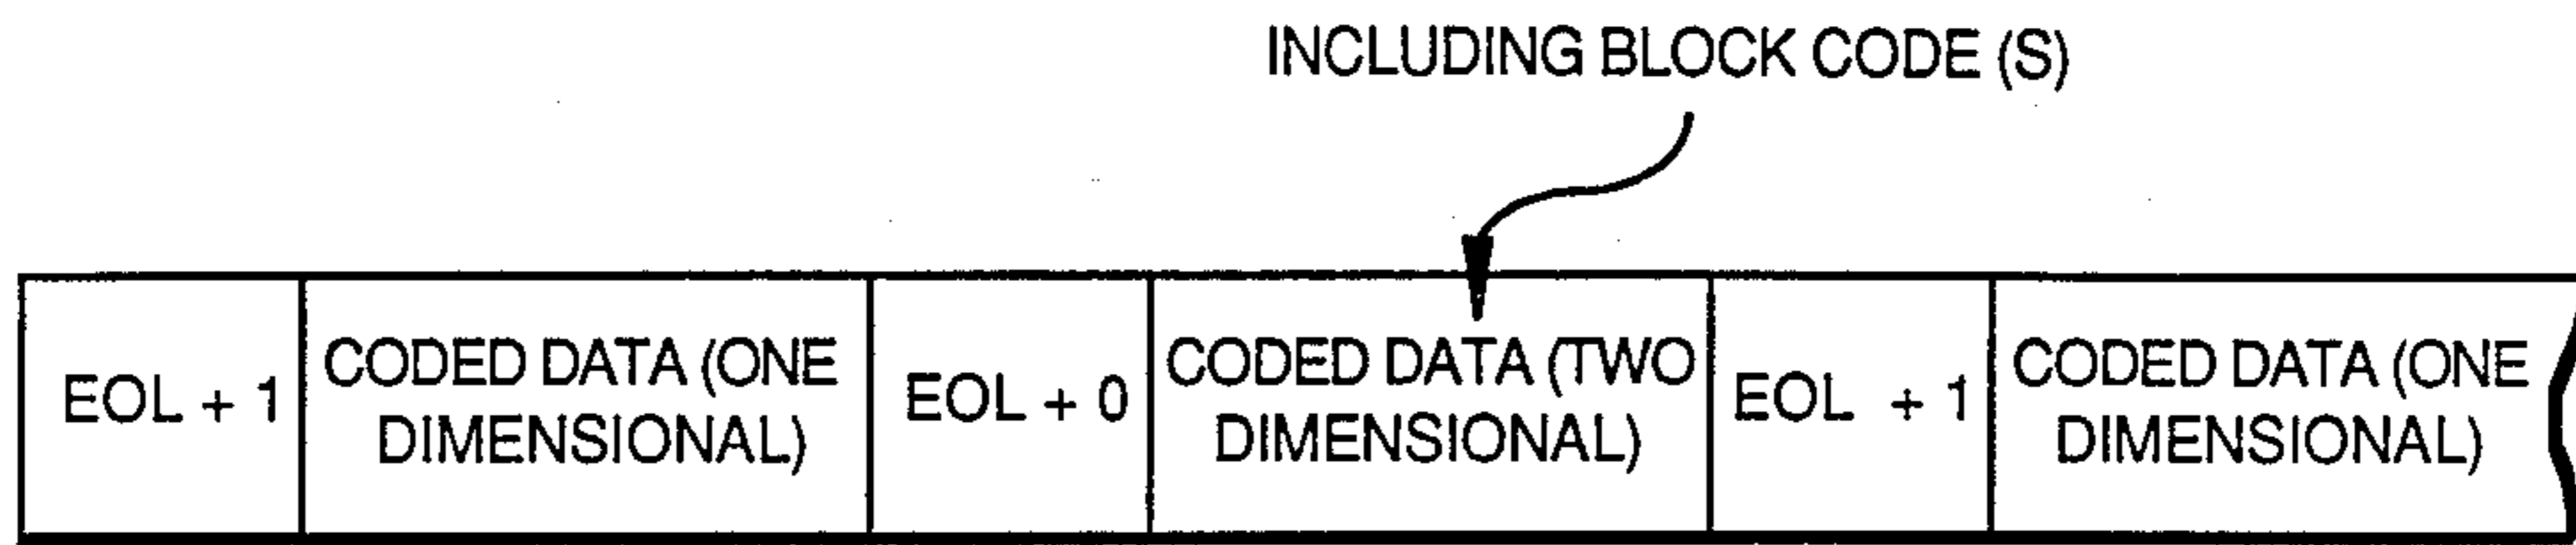 INCLUDING BLOCK CODE (S)
EOL + 1
CODED DATA (ONE
DIMENSIONAL)
EOL + 0
CODED DATA (TWO
DIMENSIONAL)
EOL + 1
CODED DATA (ONE
DIMENSIONAL)